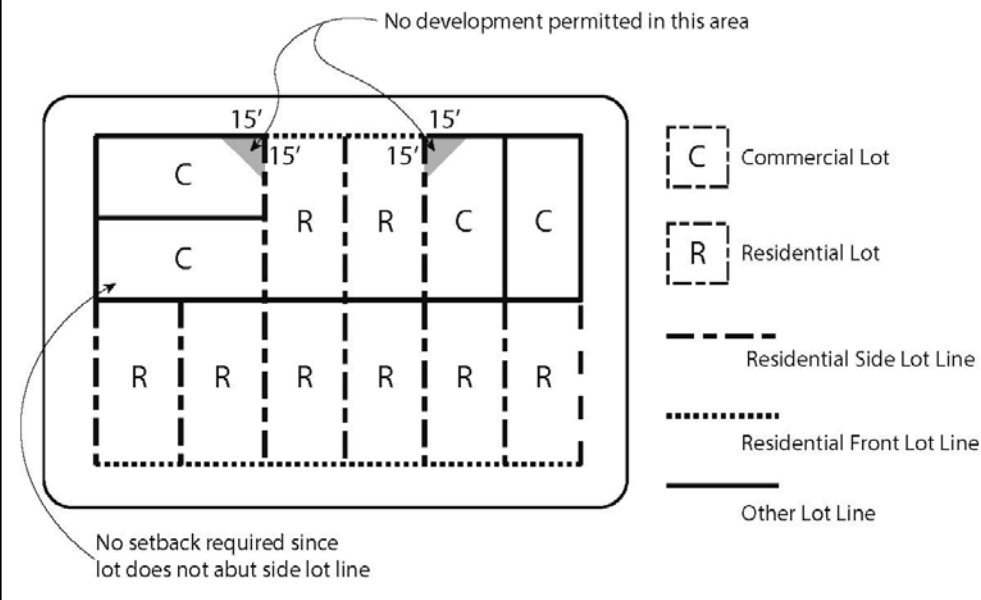 No development permitted in this area
15’
15’
15’
15’
C
R
R
C
C
C
R
R
R
R
R
R
C
Commercial Lot
R
Residential Lot
Residential Side Lot Line
Residential Front Lot Line
Other Lot Line
No setback required since
lot does not abut side lot line